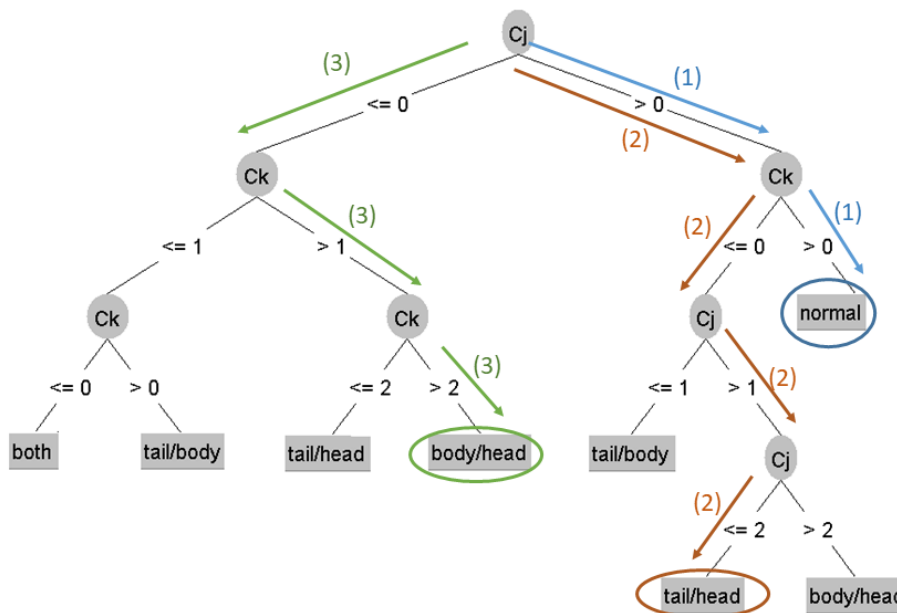 Cj
(3)
(1)
<= 0
> 0
(2)
Ck
Ck
(3)
(2)
(1)
<= 1
> 1
<= 0
> 0
Ck
Ck
Cj
normal
(3)
(2)
<= 0
> 0
<= 2
> 2
<= 1
> 1
both
tail/body
tail/head
body/head
tail/body
Cj
(2)
<= 2
> 2
tail/head
body/head